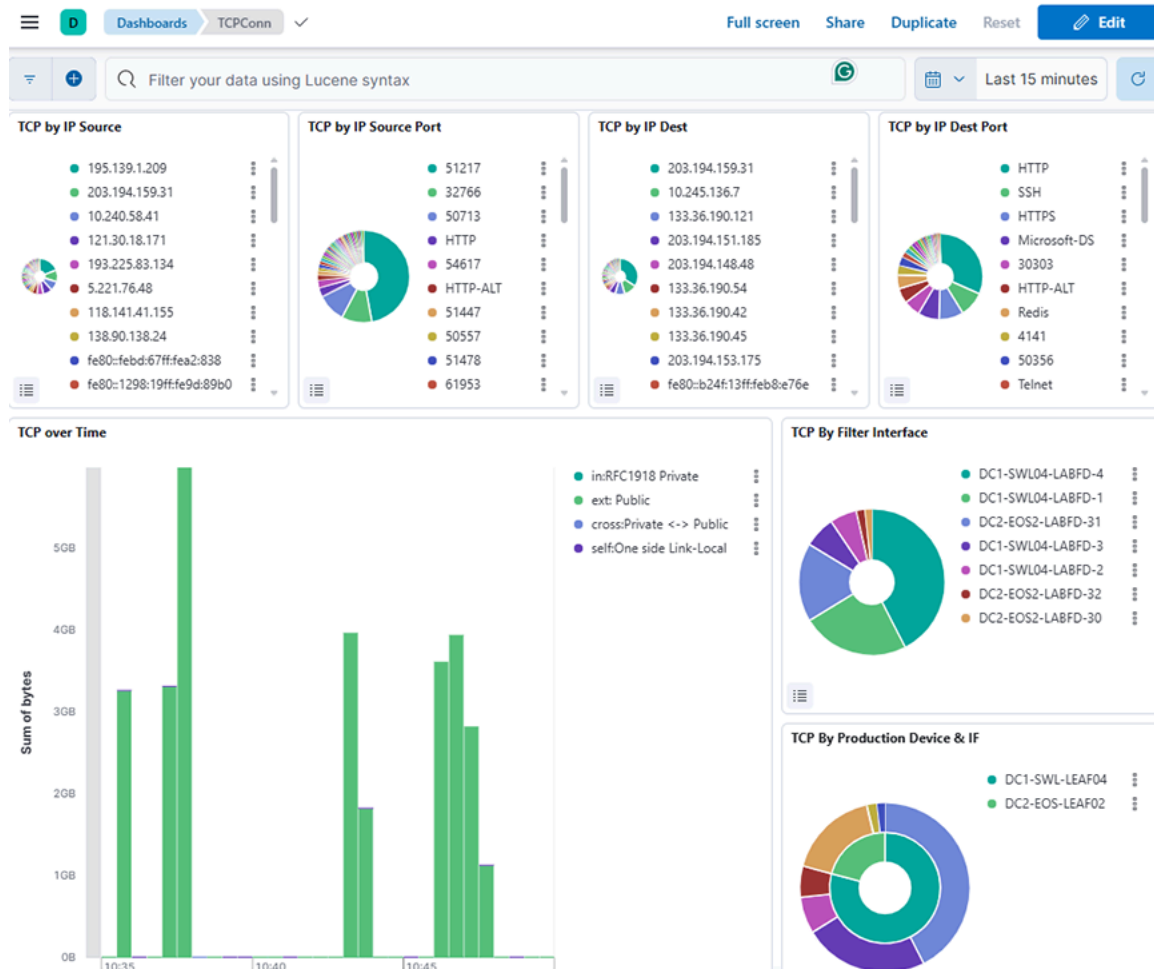 D Dashboards TCPConn Full screen Share Duplicate Reset Edit
Filter your data using Lucene syntax G Last 15 minutes
TCP by IP Source
195.139.1.209
203.194.159.31
10.240.58.41
121.30.18.171
193.225.83.134
5.221.76.48
118.141.41.155
138.90.138.24
fe80::febd:67ff:fea2:838
fe80::1298:19ff:fe9d:89b0
TCP by IP Source Port
51217
32766
50713
HTTP
54617
HTTP-ALT
51447
50557
51478
61953
TCP by IP Dest
203.194.159.31
10.245.136.7
133.36.190.121
203.194.151.185
203.194.148.48
133.36.190.54
133.36.190.42
133.36.190.45
203.194.153.175
fe80::b24f:13ff:feb8:e76e
TCP by IP Dest Port
HTTP
SSH
HTTPS
Microsoft-DS
30303
HTTP-ALT
Redis
4141
50356
Telnet
TCP over Time
Sum of bytes
5GB
4GB
3GB
2GB
1GB
0B
10:35 10:40 10:45
in:RFC1918 Private
ext: Public
cross:Private <-> Public
self:One side Link-Local
TCP By Filter Interface
DC1-SWL04-LABFD-4
DC1-SWL04-LABFD-1
DC2-EOS2-LABFD-31
DC1-SWL04-LABFD-3
DC1-SWL04-LABFD-2
DC2-EOS2-LABFD-32
DC2-EOS2-LABFD-30
TCP By Production Device & IF
DC1-SWL-LEAF04
DC2-EOS-LEAF02